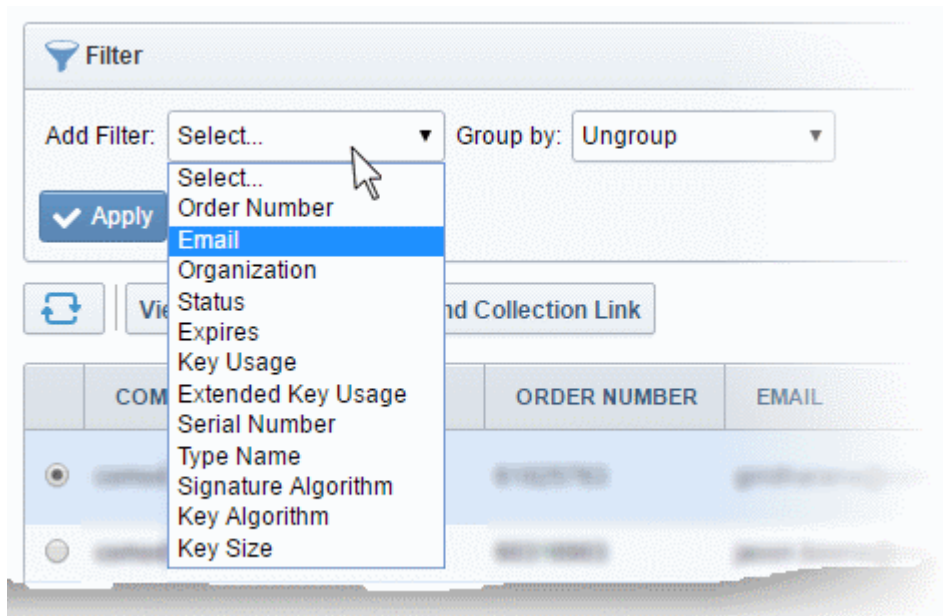 Filter
Add Filter: Select... Group by: Ungroup
Select...
Order Number
Apply
Email
Organization
Status
Expires
Key Usage
Extended Key Usage
Serial Number
Type Name
Signature Algorithm
Key Algorithm
Key Size
Vie nd Collection Link
COM ORDER NUMBER EMAIL